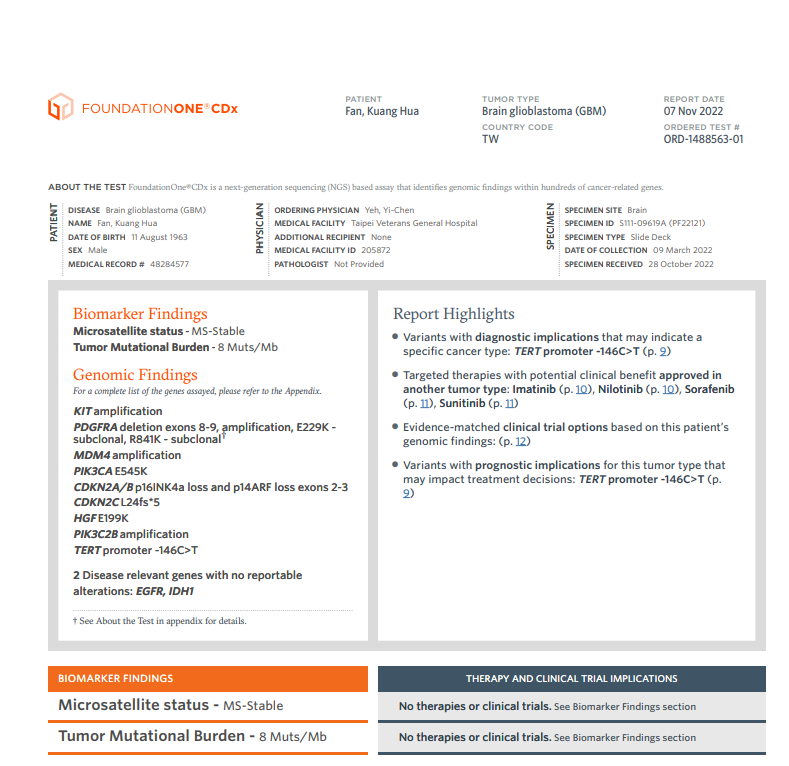 FOUNDATIONONE®CDx
PATIENT
Fan, Kuang Hua
TUMOR TYPE
Brain glioblastoma (GBM)
COUNTRY CODE
TW
REPORT DATE
07 Nov 2022
ORDERED TEST #
ORD-1488563-01
ABOUT THE TEST FoundationOne®CDx is a next-generation sequencing (NGS) based assay that identifies genomic findings within hundreds of cancer-related genes.
PATIENT
DISEASE Brain glioblastoma (GBM)
NAME Fan, Kuang Hua
DATE OF BIRTH 11 August 1963
SEX Male
MEDICAL RECORD # 48284577
PHYSICIAN
ORDERING PHYSICIAN Yeh, Yi-Chen
MEDICAL FACILITY Taipei Veterans General Hospital
ADDITIONAL RECIPIENT None
MEDICAL FACILITY ID 205872
PATHOLOGIST Not Provided
SPECIMEN
SPECIMEN SITE Brain
SPECIMEN ID S111-09619A (PF22121)
SPECIMEN TYPE Slide Deck
DATE OF COLLECTION 09 March 2022
SPECIMEN RECEIVED 28 October 2022
Biomarker Findings
Microsatellite status - MS-Stable
Tumor Mutational Burden - 8 Muts/Mb
Genomic Findings
For a complete list of the genes assayed, please refer to the Appendix.
KIT amplification
PDGFRA deletion exons 8-9, amplification, E229K -
subclonal, R841K - subclonal†
MDM4 amplification
PIK3CA E545K
CDKN2A/B p16INK4a loss and p14ARF loss exons 2-3
CDKN2C L24fs*5
HGF E199K
PIK3C2B amplification
TERT promoter -146C>T
2 Disease relevant genes with no reportable
alterations: EGFR, IDH1
† See About the Test in appendix for details.
Report Highlights
● Variants with diagnostic implications that may indicate a
specific cancer type: TERT promoter -146C>T (p. 9)
● Targeted therapies with potential clinical benefit approved in
another tumor type: Imatinib (p. 10), Nilotinib (p. 10), Sorafenib
(p. 11), Sunitinib (p. 11)
● Evidence-matched clinical trial options based on this patient's
genomic findings: (p. 12)
● Variants with prognostic implications for this tumor type that
may impact treatment decisions: TERT promoter -146C>T (p.
9)
BIOMARKER FINDINGS
THERAPY AND CLINICAL TRIAL IMPLICATIONS
Microsatellite status - MS-Stable
No therapies or clinical trials. See Biomarker Findings section
Tumor Mutational Burden - 8 Muts/Mb
No therapies or clinical trials. See Biomarker Findings section